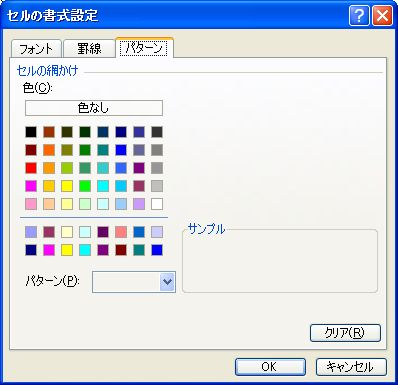 セルの書式設定
フォント 罫線 パターン
セルの網かけ
色(C):
色なし
サンプル
パターン(P):
クリア(R)
OK キャンセル